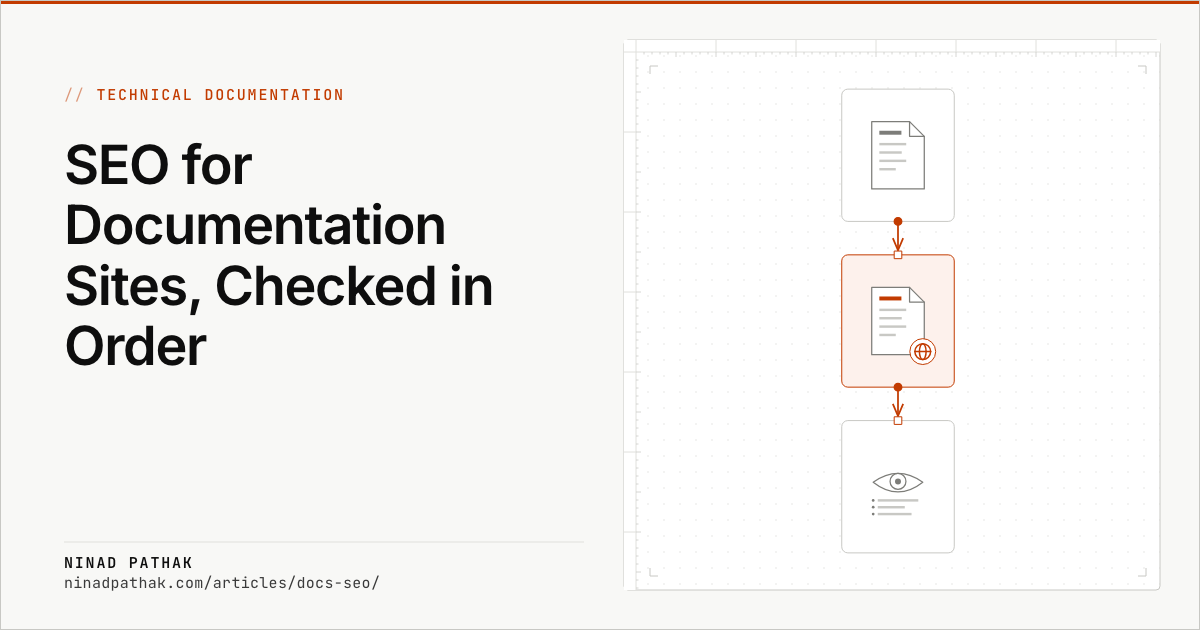 // TECHNICAL DOCUMENTATION
SEO for
Documentation
Sites, Checked in
Order
NINAD PATHAK
ninadpathak.com/articles/docs-seo/